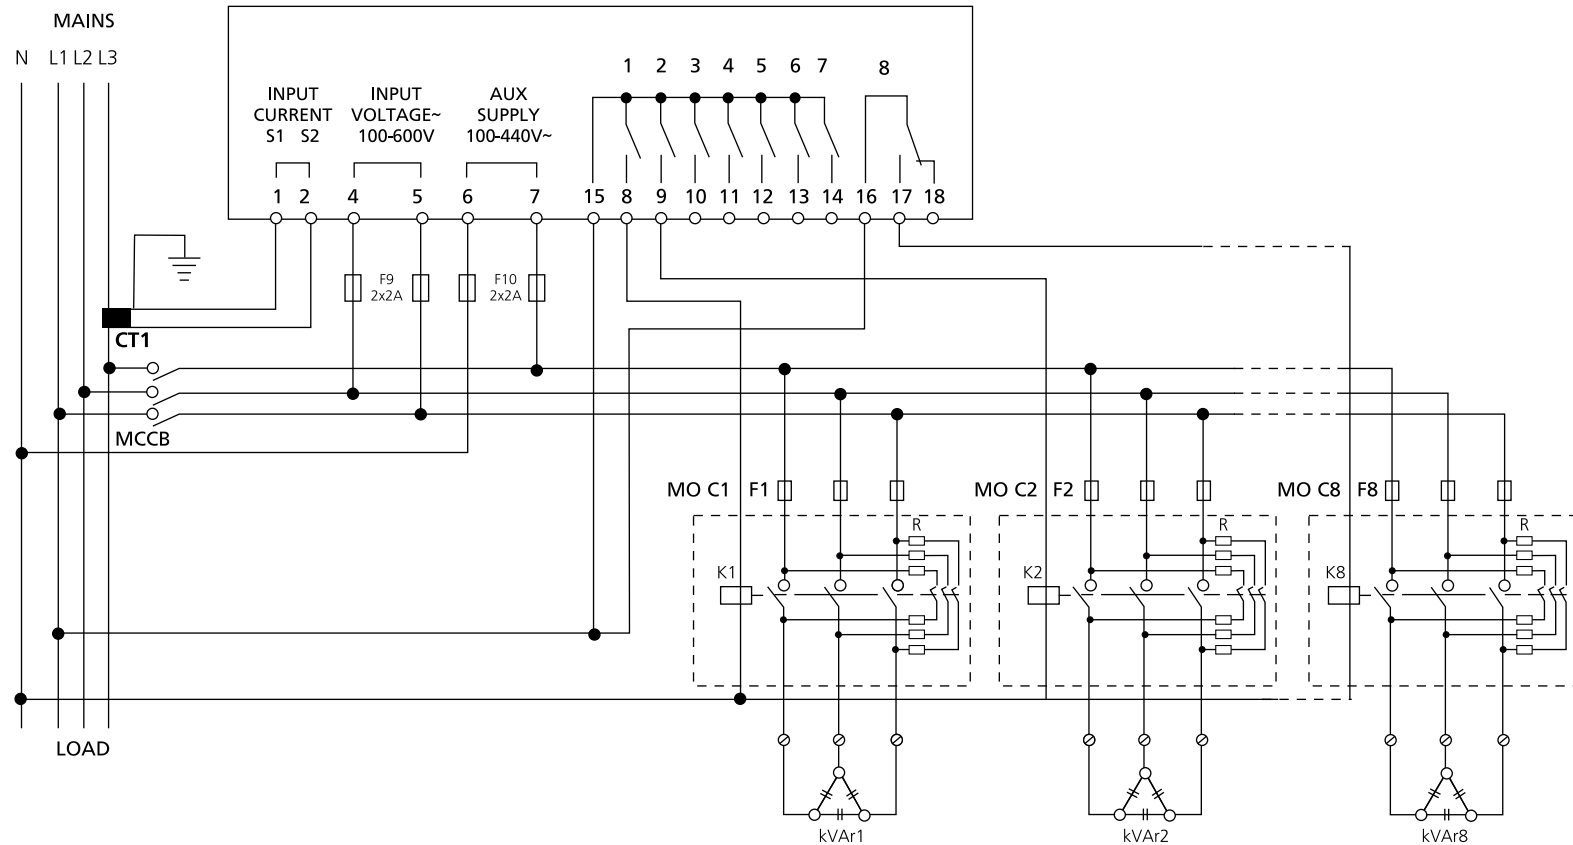 MAINS
N L1 L2 L3
1 2 3 4 5 6 7 8
INPUT
CURRENT
S1 S2
INPUT
VOLTAGE~
100-600V
AUX
SUPPLY
100-440V~
1 2 4 5 6 7 15 8 9 10 11 12 13 14 16 17 18
F9
2x2A
F10
2x2A
CT1
MCCB
MO C1 F1
MO C2 F2
MO C8 F8
R
R
R
K1
K2
K8
LOAD
kVAr1
kVAr2
kVAr8